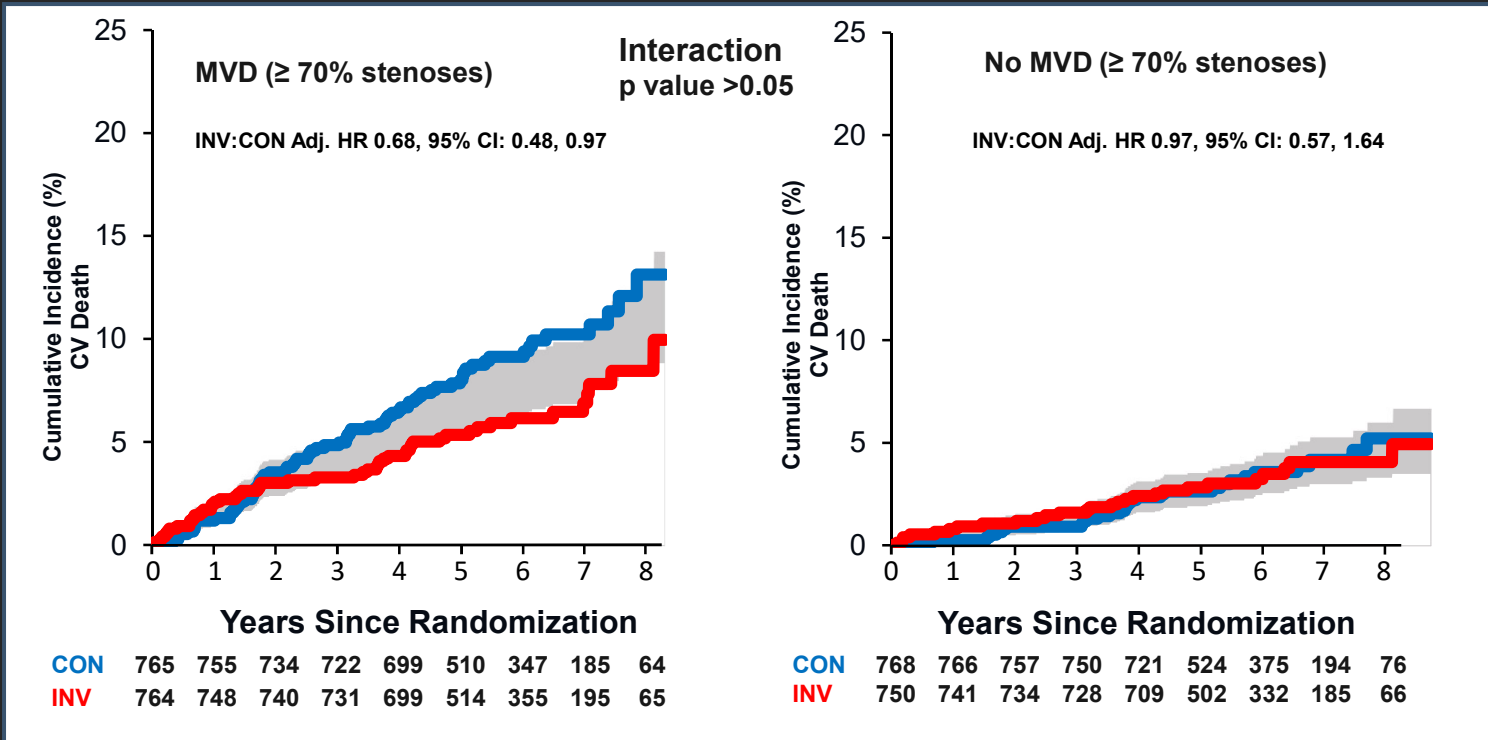 MVD (≥ 70% stenoses)
INV:CON Adj. HR 0.68, 95% CI: 0.48, 0.97
Cumulative Incidence (%)
CV Death
25
20
15
10
5
0
0 1 2 3 4 5 6 7 8
Years Since Randomization
CON 765 755 734 722 699 510 347 185 64
INV 764 748 740 731 699 514 355 195 65
Interaction
p value >0.05
No MVD (≥ 70% stenoses)
INV:CON Adj. HR 0.97, 95% CI: 0.57, 1.64
Cumulative Incidence (%)
CV Death
25
20
15
10
5
0
0 1 2 3 4 5 6 7 8
Years Since Randomization
CON 768 766 757 750 721 524 375 194 76
INV 750 741 734 728 709 502 332 185 66